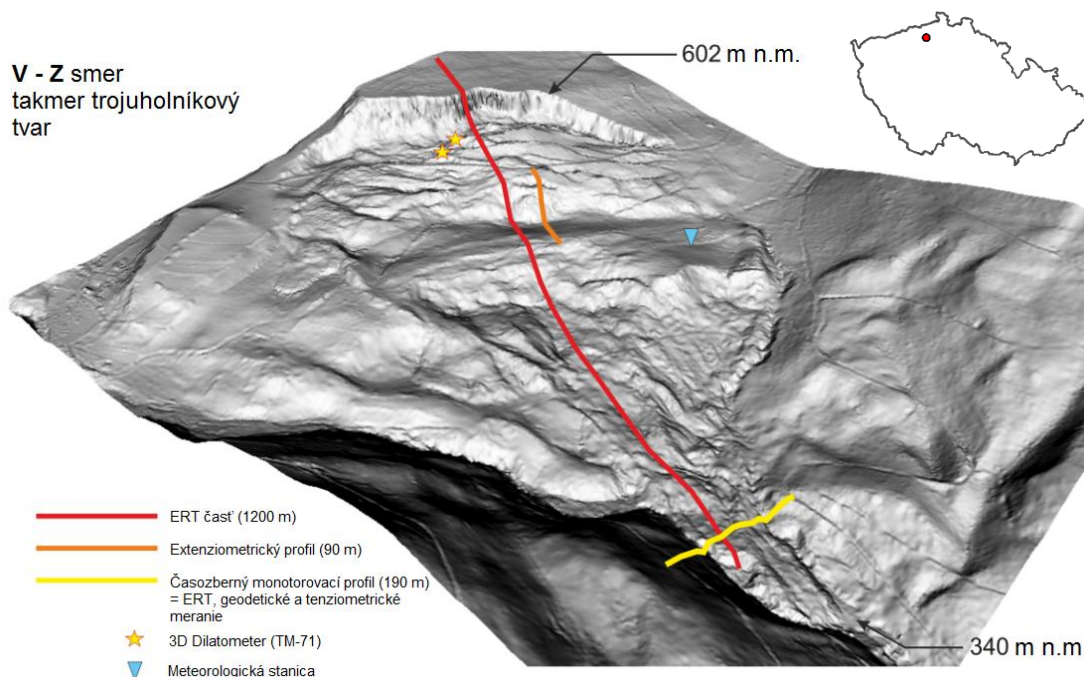 602 m n.m.
V - Z smer
takmer trojuholníkový
tvar
ERT časť (1200 m)
Extenziometrický profil (90 m)
Časozberný monotorovací profil (190 m)
= ERT, geodetické a tenziometrické
meranie
3D Dilatometer (TM-71)
Meteorologická stanica
340 m n.m.